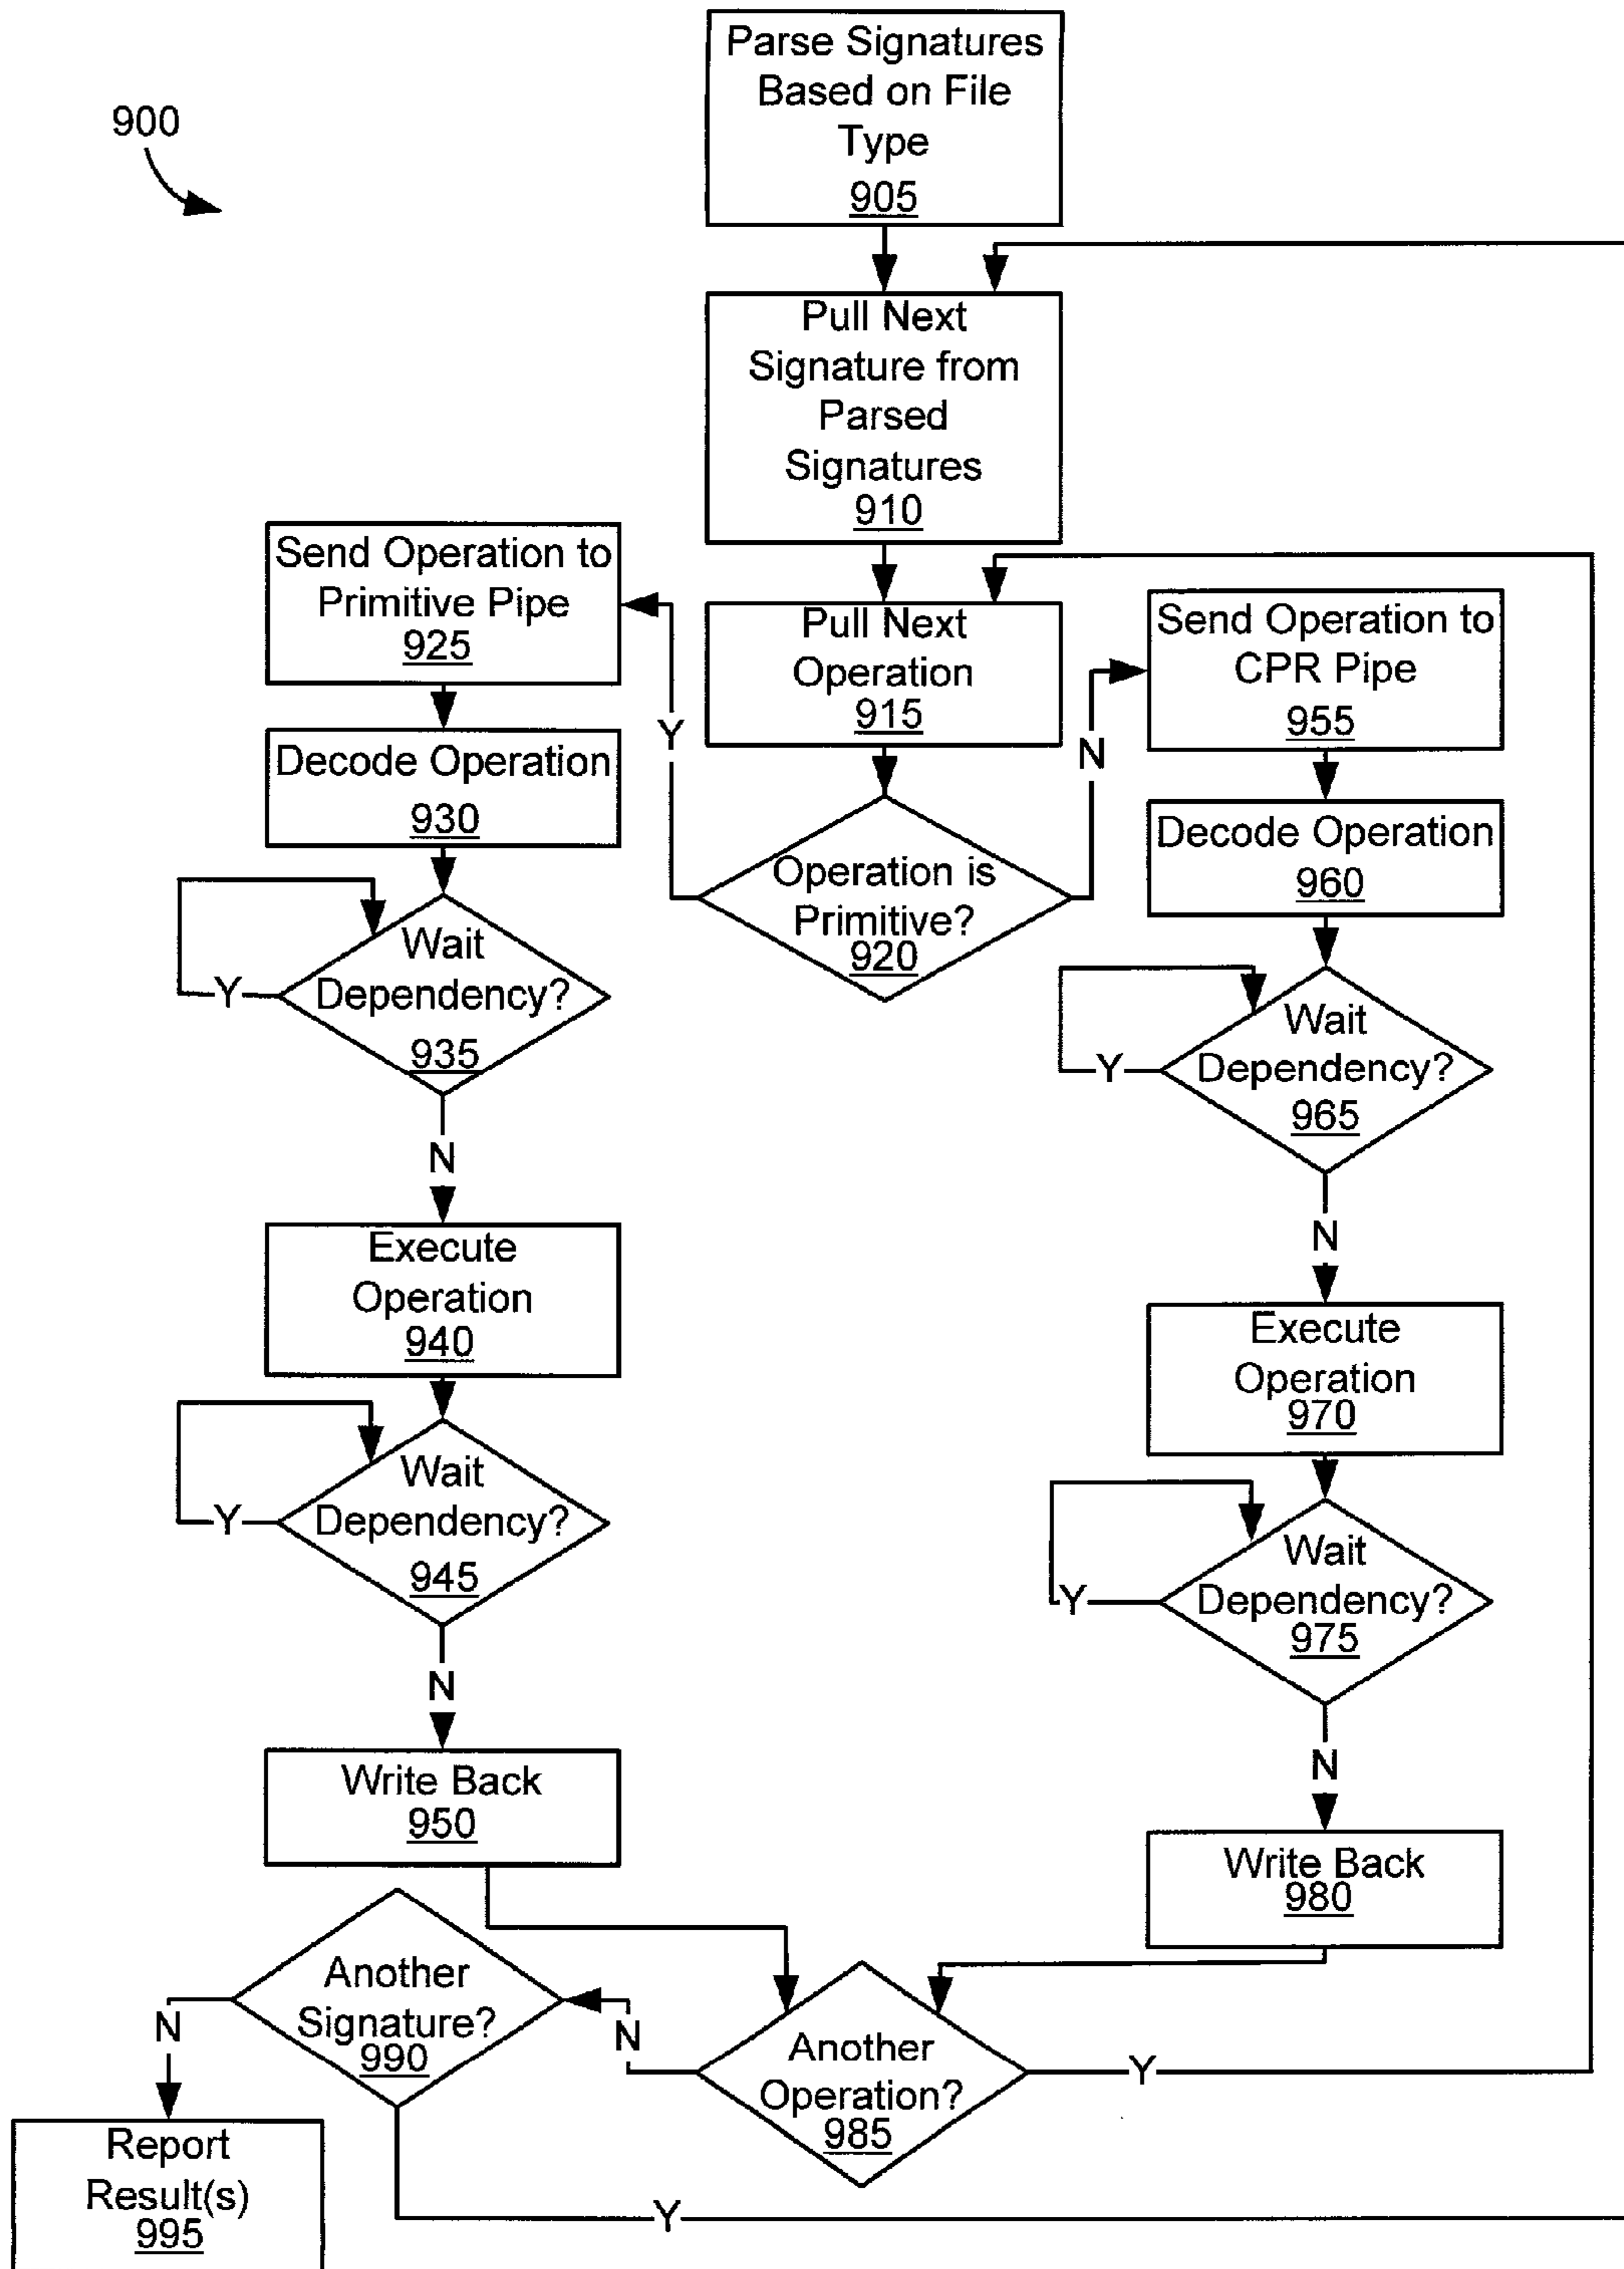 900
Parse Signatures
Based on File
Type
905
Pull Next
Signature from
Parsed
Signatures
910
Pull Next
Operation
915
Operation is
Primitive?
920
Y
N
Send Operation to
Primitive Pipe
925
Decode Operation
930
Wait
Dependency?
935
Y
N
Execute
Operation
940
Wait
Dependency?
945
Y
N
Write Back
950
Send Operation to
CPR Pipe
955
Decode Operation
960
Wait
Dependency?
965
Y
N
Execute
Operation
970
Wait
Dependency?
975
Y
N
Write Back
980
Another
Operation?
985
Y
N
Another
Signature?
990
Y
N
Report
Result(s)
995